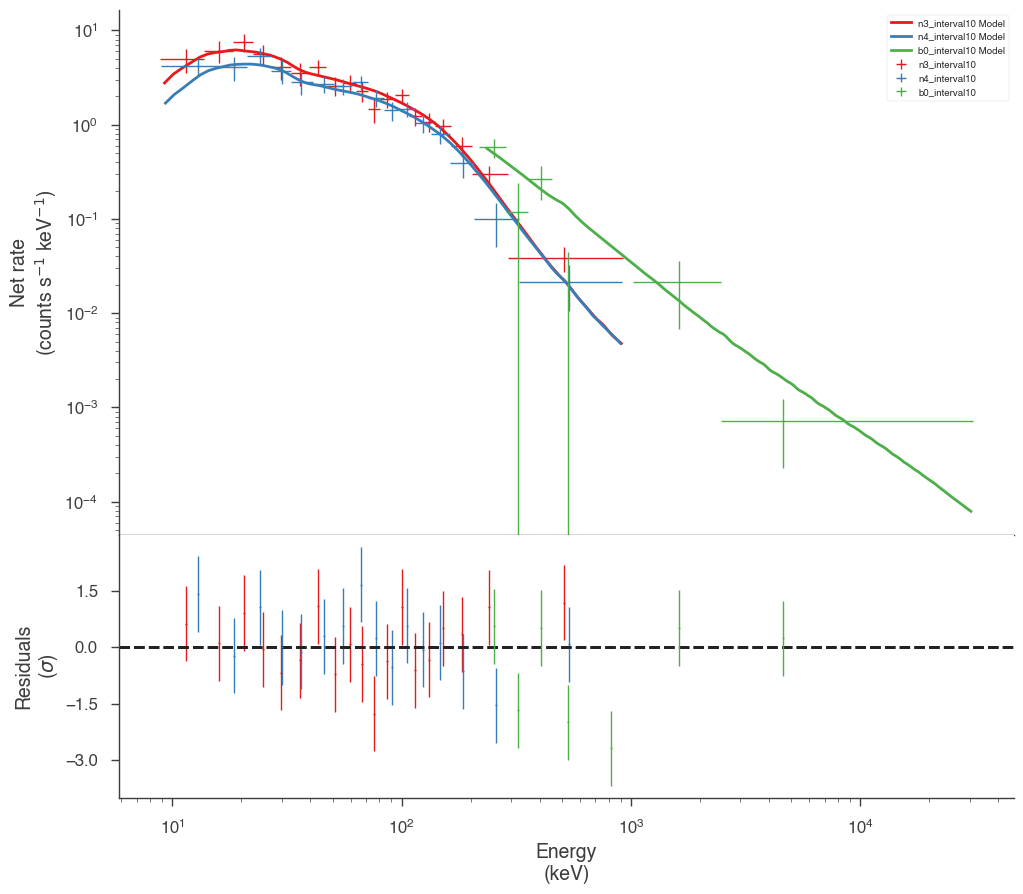 n3_interval10 Model
n4_interval10 Model
b0_interval10 Model
n3_interval10
n4_interval10
b0_interval10
Net rate
(counts s⁻¹ keV⁻¹)
10¹
10⁰
10⁻¹
10⁻²
10⁻³
10⁻⁴
Residuals
(σ)
1.5
0.0
−1.5
−3.0
10¹ 10² 10³ 10⁴
Energy
(keV)